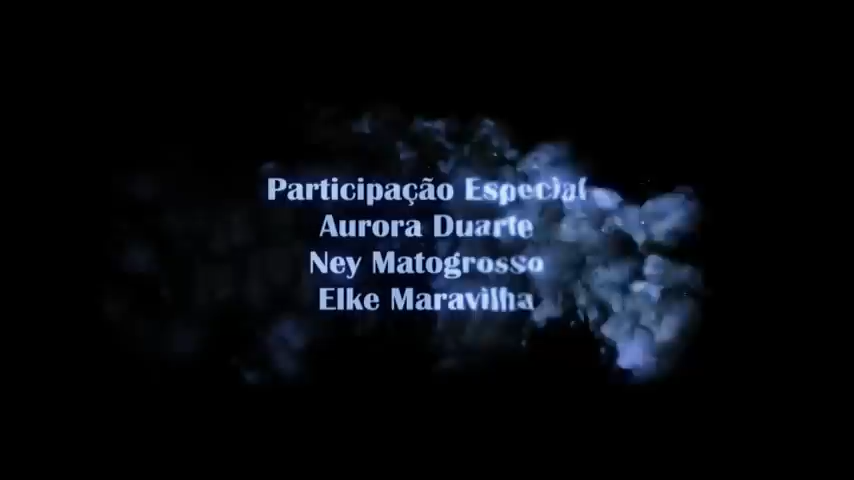 Participação Especial
Aurora Duarte
Ney Matogrosso
Elke Maravilha